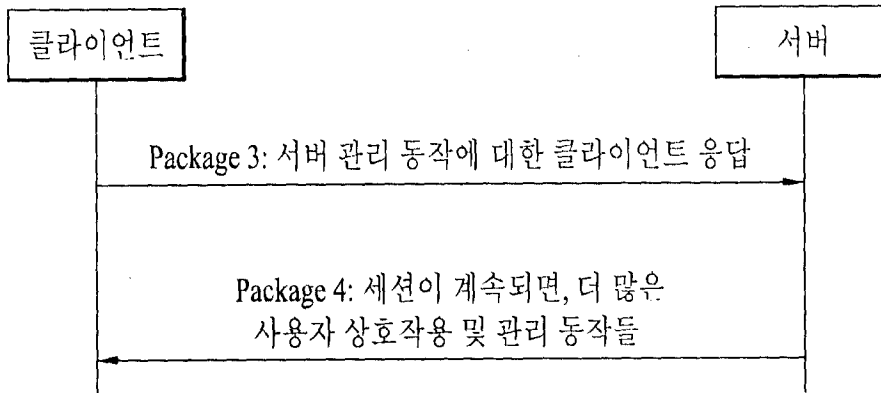 클라이언트
서버
Package 3: 서버 관리 동작에 대한 클라이언트 응답
Package 4: 세션이 계속되면, 더 많은
사용자 상호작용 및 관리 동작들